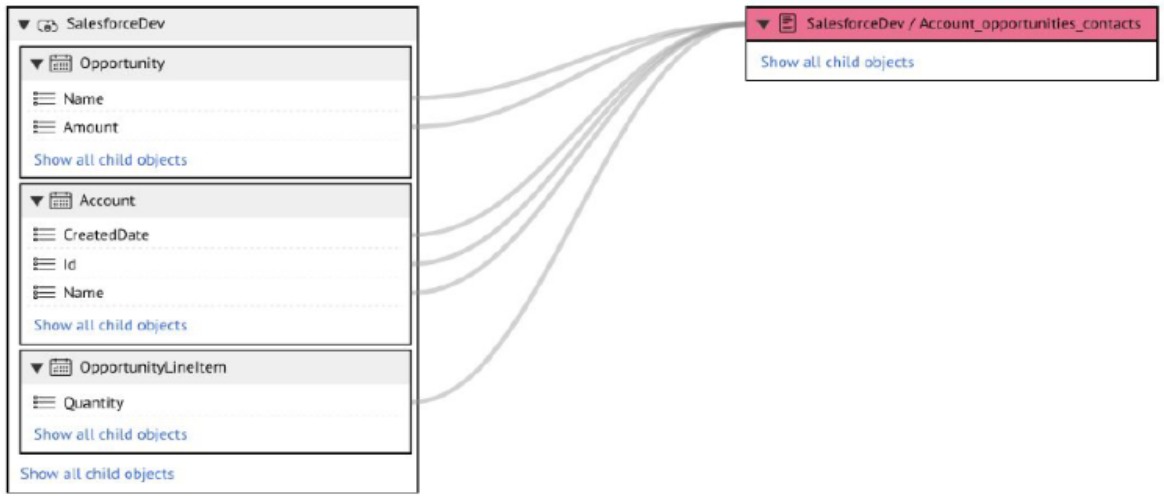 SalesforceDev
Opportunity
Name
Amount
Show all child objects
Account
CreatedDate
Id
Name
Show all child objects
OpportunityLineItem
Quantity
Show all child objects
Show all child objects
SalesforceDev / Account_opportunities_contacts
Show all child objects